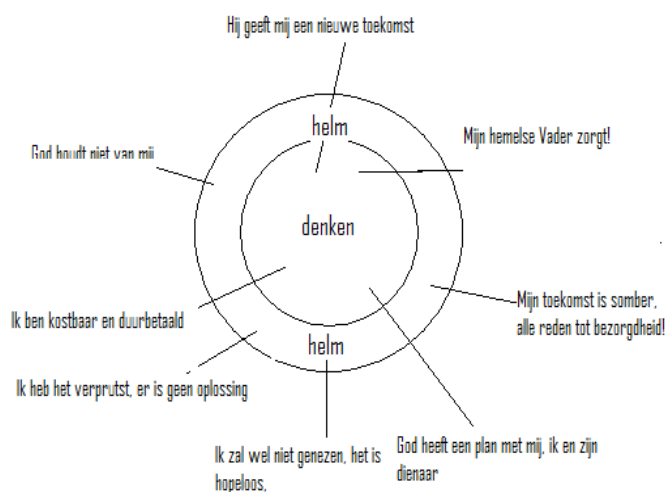 Hij geeft mij een nieuwe toekomst
helm
Mijn hemelse Vader zorgt!
God houdt niet van mij
denken
Mijn toekomst is somber,
alle reden tot bezorgdheid!
Ik ben kostbaar en duurbetaald
helm
Ik heb het verprutst, er is geen oplossing
God heeft een plan met mij, ik en zijn
dienaar
Ik zal wel niet genezen, het is
hopeloos,